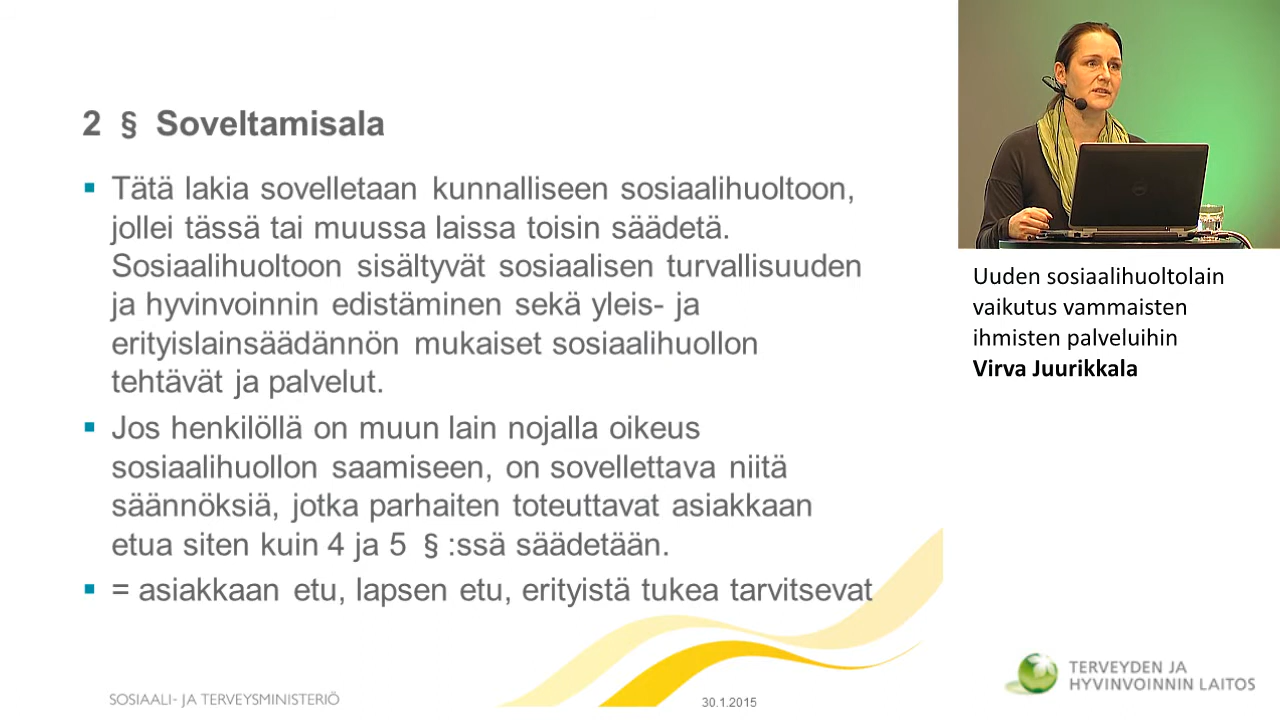 2 § Soveltamisala
Tätä lakia sovelletaan kunnalliseen sosiaalihuoltoon,
jollei tässä tai muussa laissa toisin säädetä.
Sosiaalihuoltoon sisältyvät sosiaalisen turvallisuuden
ja hyvinvoinnin edistäminen sekä yleis- ja
erityislainsäädännön mukaiset sosiaalihuollon
tehtävät ja palvelut.
Jos henkilöllä on muun lain nojalla oikeus
sosiaalihuollon saamiseen, on sovellettava niitä
säännöksiä, jotka parhaiten toteuttavat asiakkaan
etua siten kuin 4 ja 5 § :ssä säädetään.
= asiakkaan etu, lapsen etu, erityistä tukea tarvitsevat
SOSIAALI- JA TERVEYSMINISTERIÖ
30.1.2015
Uuden sosiaalihuoltolain
vaikutus vammaisten
ihmisten palveluihin
Virva Juurikkala
TERVEYDEN JA
HYVINVOINNIN LAITOS